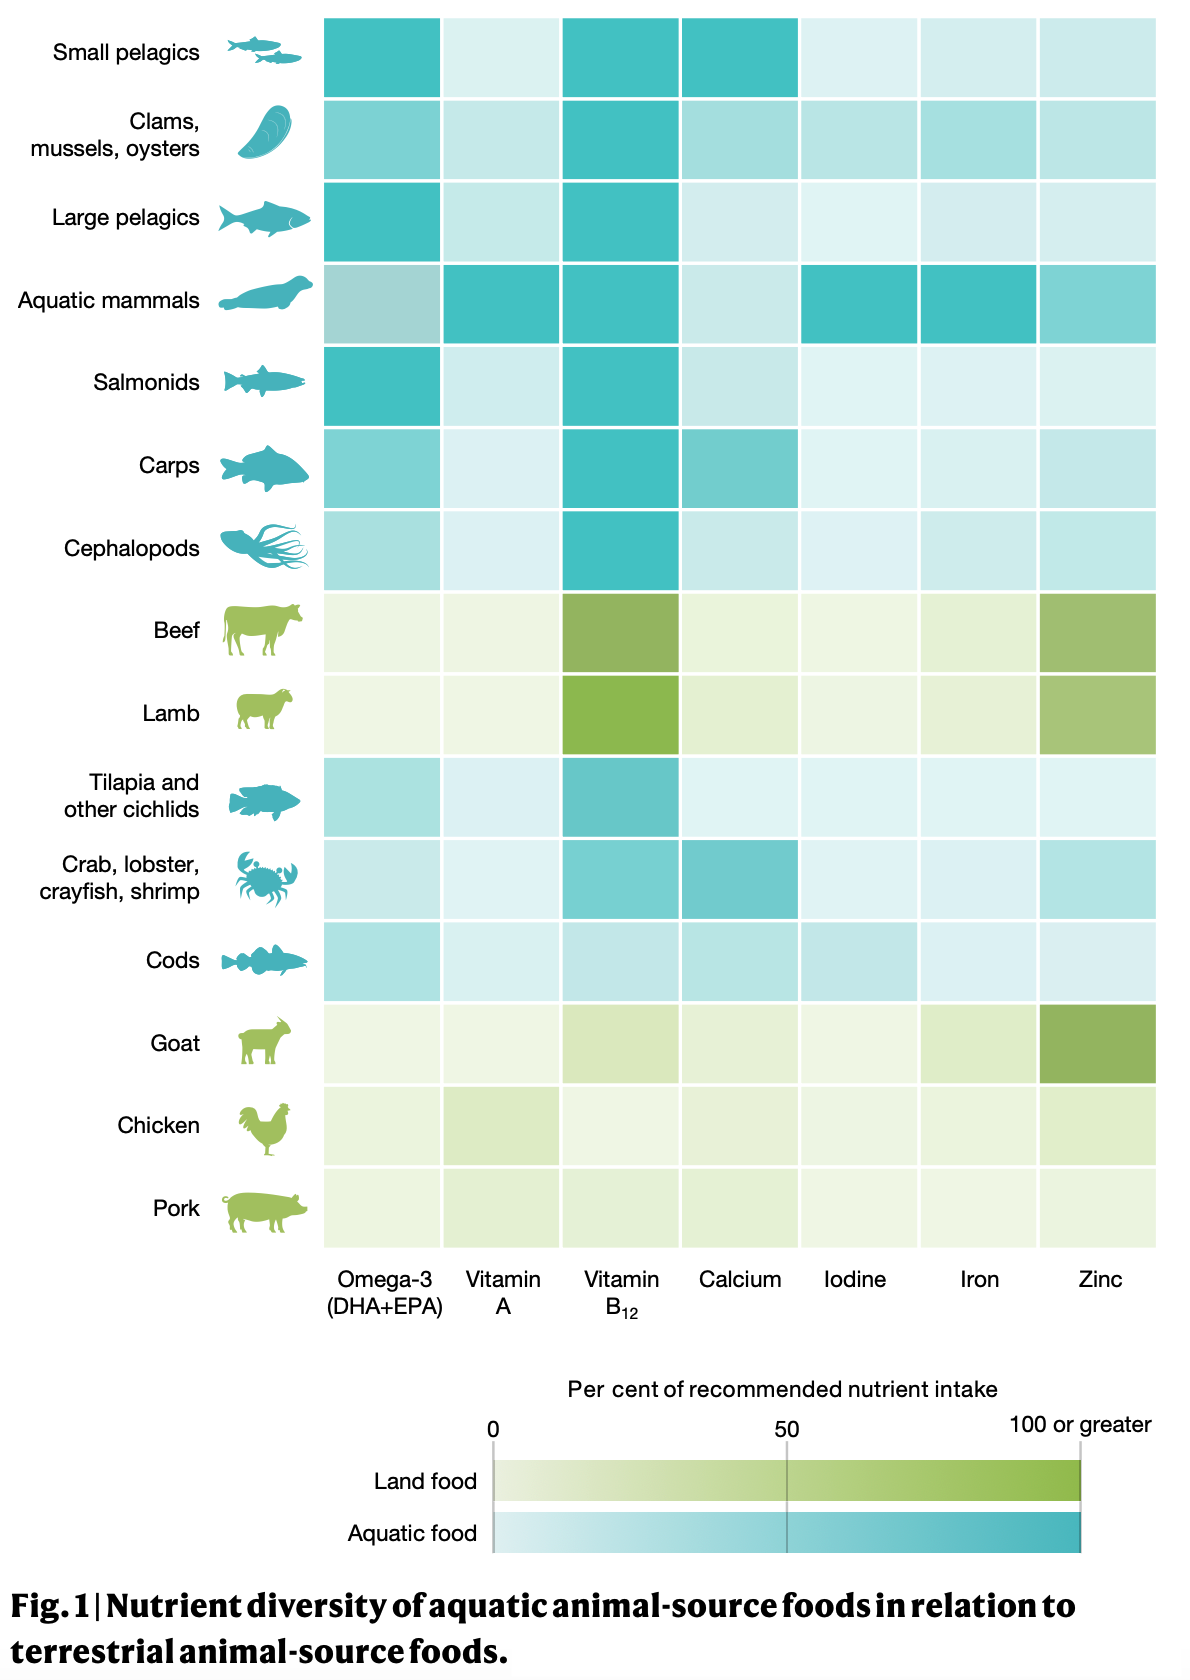 Small pelagics
Clams,
mussels, oysters
Large pelagics
Aquatic mammals
Salmonids
Carps
Cephalopods
Beef
Lamb
Tilapia and
other cichlids
Crab, lobster,
crayfish, shrimp
Cods
Goat
Chicken
Pork
Omega-3 Vitamin Vitamin Calcium Iodine Iron Zinc
(DHA+EPA) A B₁₂
Per cent of recommended nutrient intake
0 50 100 or greater
Land food
Aquatic food
Fig. 1 | Nutrient diversity of aquatic animal-source foods in relation to
terrestrial animal-source foods.